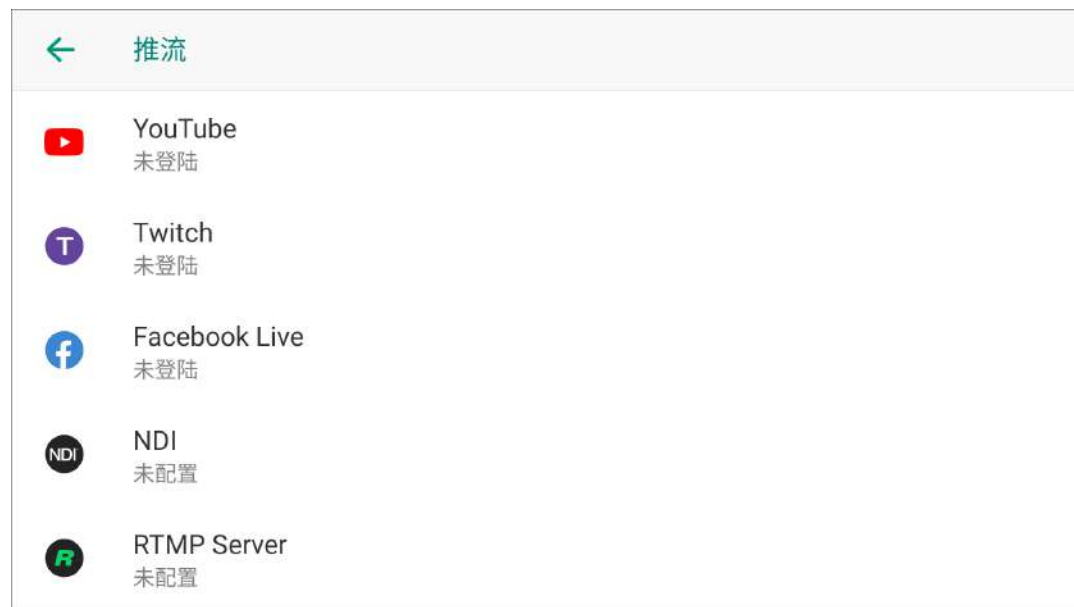 推流
YouTube
未登陆
T
Twitch
未登陆
Facebook Live
未登陆
NDI
NDI
未配置
R
RTMP Server
未配置